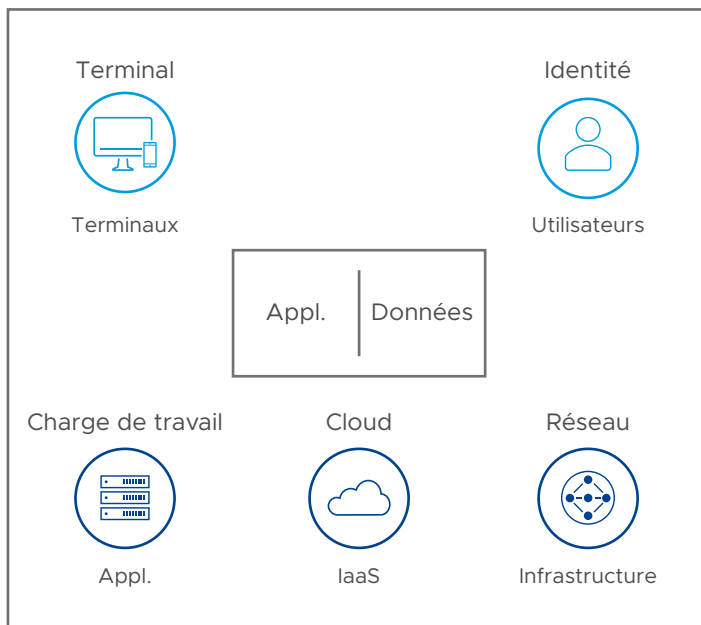 Terminal
Identité
Terminaux
Utilisateurs
Appl.
Données
Charge de travail
Cloud
Réseau
Appl.
IaaS
Infrastructure